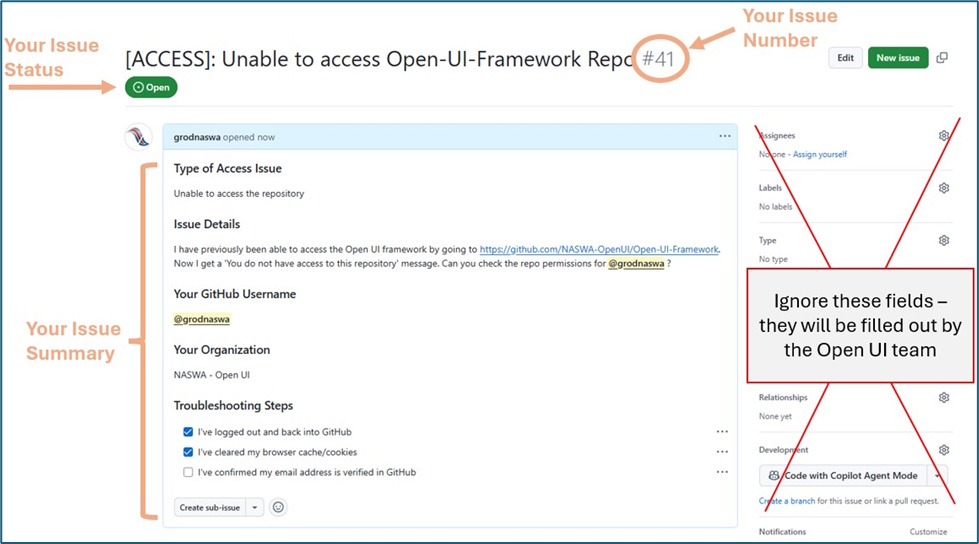 Your Issue
Number
Your Issue
Status
[ACCESS]: Unable to access Open-UI-Framework Repo #41
Edit
New issue
Open
grodnaswa opened now
Type of Access Issue
Unable to access the repository
Issue Details
I have previously been able to access the Open UI framework by going to https://github.com/NASWA-OpenUI/Open-UI-Framework.
Now I get a 'You do not have access to this repository' message. Can you check the repo permissions for @grodnaswa ?
Your GitHub Username
@grodnaswa
Your Organization
NASWA - Open UI
Troubleshooting Steps
I've logged out and back into GitHub
I've cleared my browser cache/cookies
I've confirmed my email address is verified in GitHub
Create sub-issue
Your Issue
Summary
Assignees
No one - Assign yourself
Labels
No labels
Type
No type
Ignore these fields –
they will be filled out by
the Open UI team
Relationships
None yet
Development
Code with Copilot Agent Mode
Create a branch for this issue or link a pull request.
Notifications
Customize